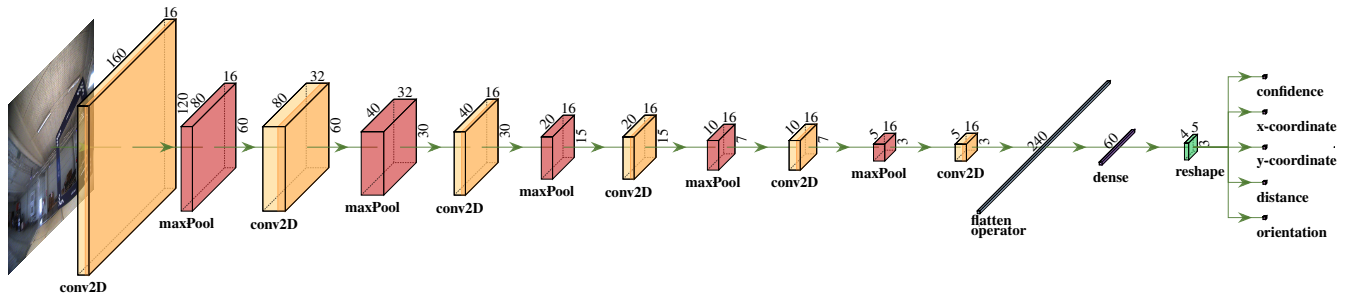 16
160
120
conv2D
16
80
60
maxPool
32
80
60
conv2D
32
40
30
maxPool
16
40
30
conv2D
16
20
15
maxPool
16
20
15
conv2D
16
10
7
maxPool
16
10
7
conv2D
16
5
3
maxPool
16
5
3
conv2D
240
flatten
operator
60
dense
4
5
3
reshape
confidence
x-coordinate
y-coordinate
distance
orientation